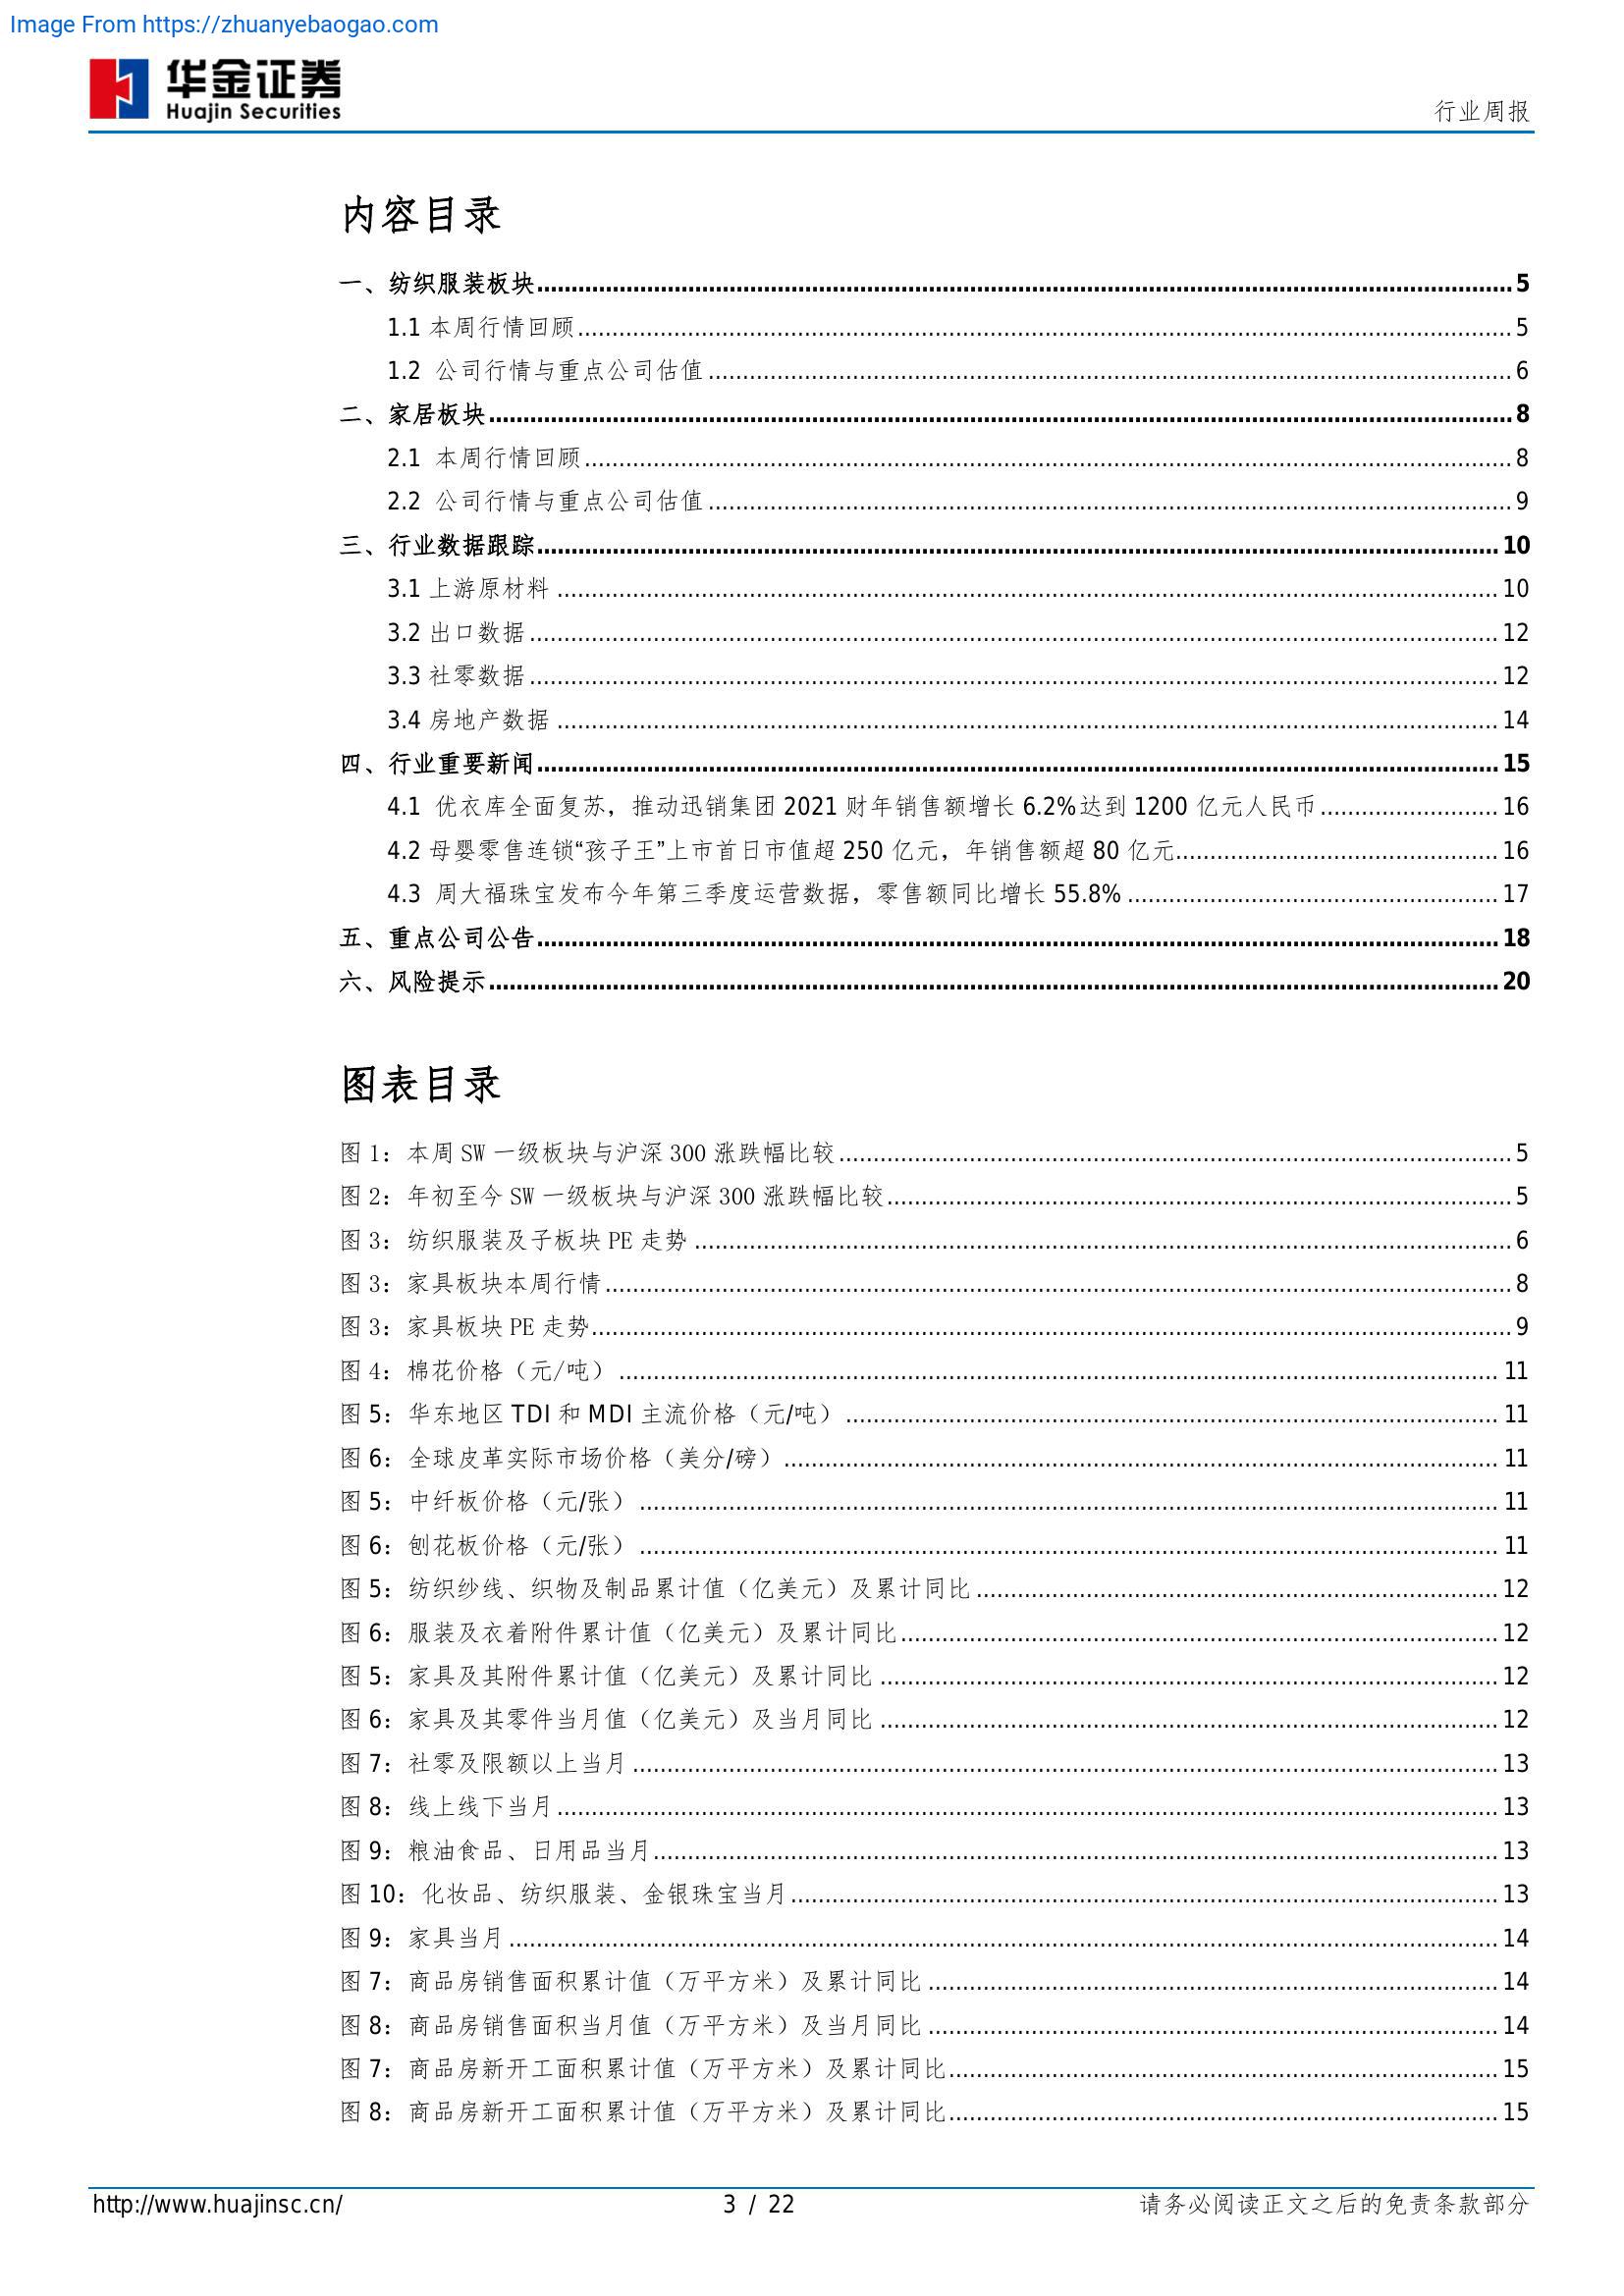 Image From https://zhuanyebaogao.com
华金证券
Huajin Securities
行业周报
内容目录
一、纺织服装板块 5
1.1 本周行情回顾 5
1.2 公司行情与重点公司估值 6
二、家居板块 8
2.1 本周行情回顾 8
2.2 公司行情与重点公司估值 9
三、行业数据跟踪 10
3.1 上游原材料 10
3.2 出口数据 12
3.3 社零数据 12
3.4 房地产数据 14
四、行业重要新闻 15
4.1 优衣库全面复苏，推动迅销集团 2021 财年销售额增长 6.2%达到 1200 亿元人民币 16
4.2 母婴零售连锁“孩子王”上市首日市值超 250 亿元，年销售额超 80 亿元 16
4.3 周大福珠宝发布今年第三季度运营数据，零售额同比增长 55.8% 17
五、重点公司公告 18
六、风险提示 20
图表目录
图 1：本周 SW 一级板块与沪深 300 涨跌幅比较 5
图 2：年初至今 SW 一级板块与沪深 300 涨跌幅比较 5
图 3：纺织服装及子板块 PE 走势 6
图 3：家具板块本周行情 8
图 3：家具板块 PE 走势 9
图 4：棉花价格（元/吨） 11
图 5：华东地区 TDI 和 MDI 主流价格（元/吨） 11
图 6：全球皮革实际市场价格（美分/磅） 11
图 5：中纤板价格（元/张） 11
图 6：刨花板价格（元/张） 11
图 5：纺织纱线、织物及制品累计值（亿美元）及累计同比 12
图 6：服装及衣着附件累计值（亿美元）及累计同比 12
图 5：家具及其附件累计值（亿美元）及累计同比 12
图 6：家具及其零件当月值（亿美元）及当月同比 12
图 7：社零及限额以上当月 13
图 8：线上线下当月 13
图 9：粮油食品、日用品当月 13
图 10：化妆品、纺织服装、金银珠宝当月 13
图 9：家具当月 14
图 7：商品房销售面积累计值（万平方米）及累计同比 14
图 8：商品房销售面积当月值（万平方米）及当月同比 14
图 7：商品房新开工面积累计值（万平方米）及累计同比 15
图 8：商品房新开工面积累计值（万平方米）及累计同比 15
http://www.huajinsc.cn/ 3 / 22 请务必阅读正文之后的免责条款部分